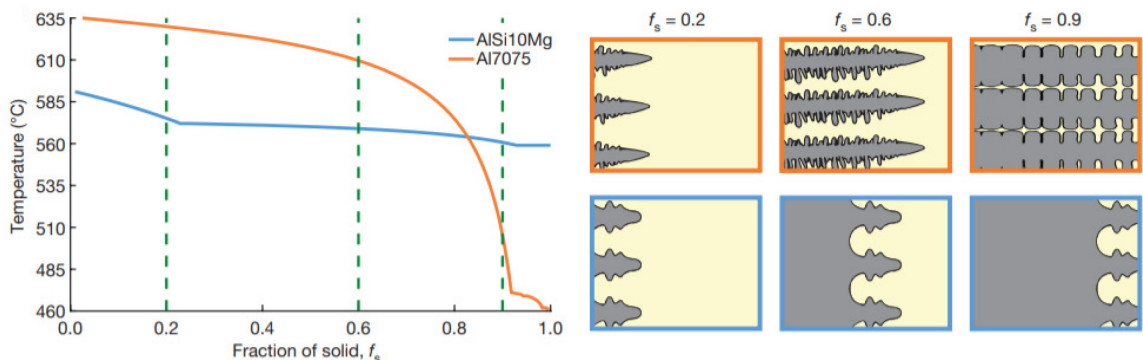 635
610
585
560
535
510
485
460
Temperature (°C)
0.0 0.2 0.4 0.6 0.8 1.0
Fraction of solid, fs
AlSi10Mg
Al7075
fs = 0.2
fs = 0.6
fs = 0.9